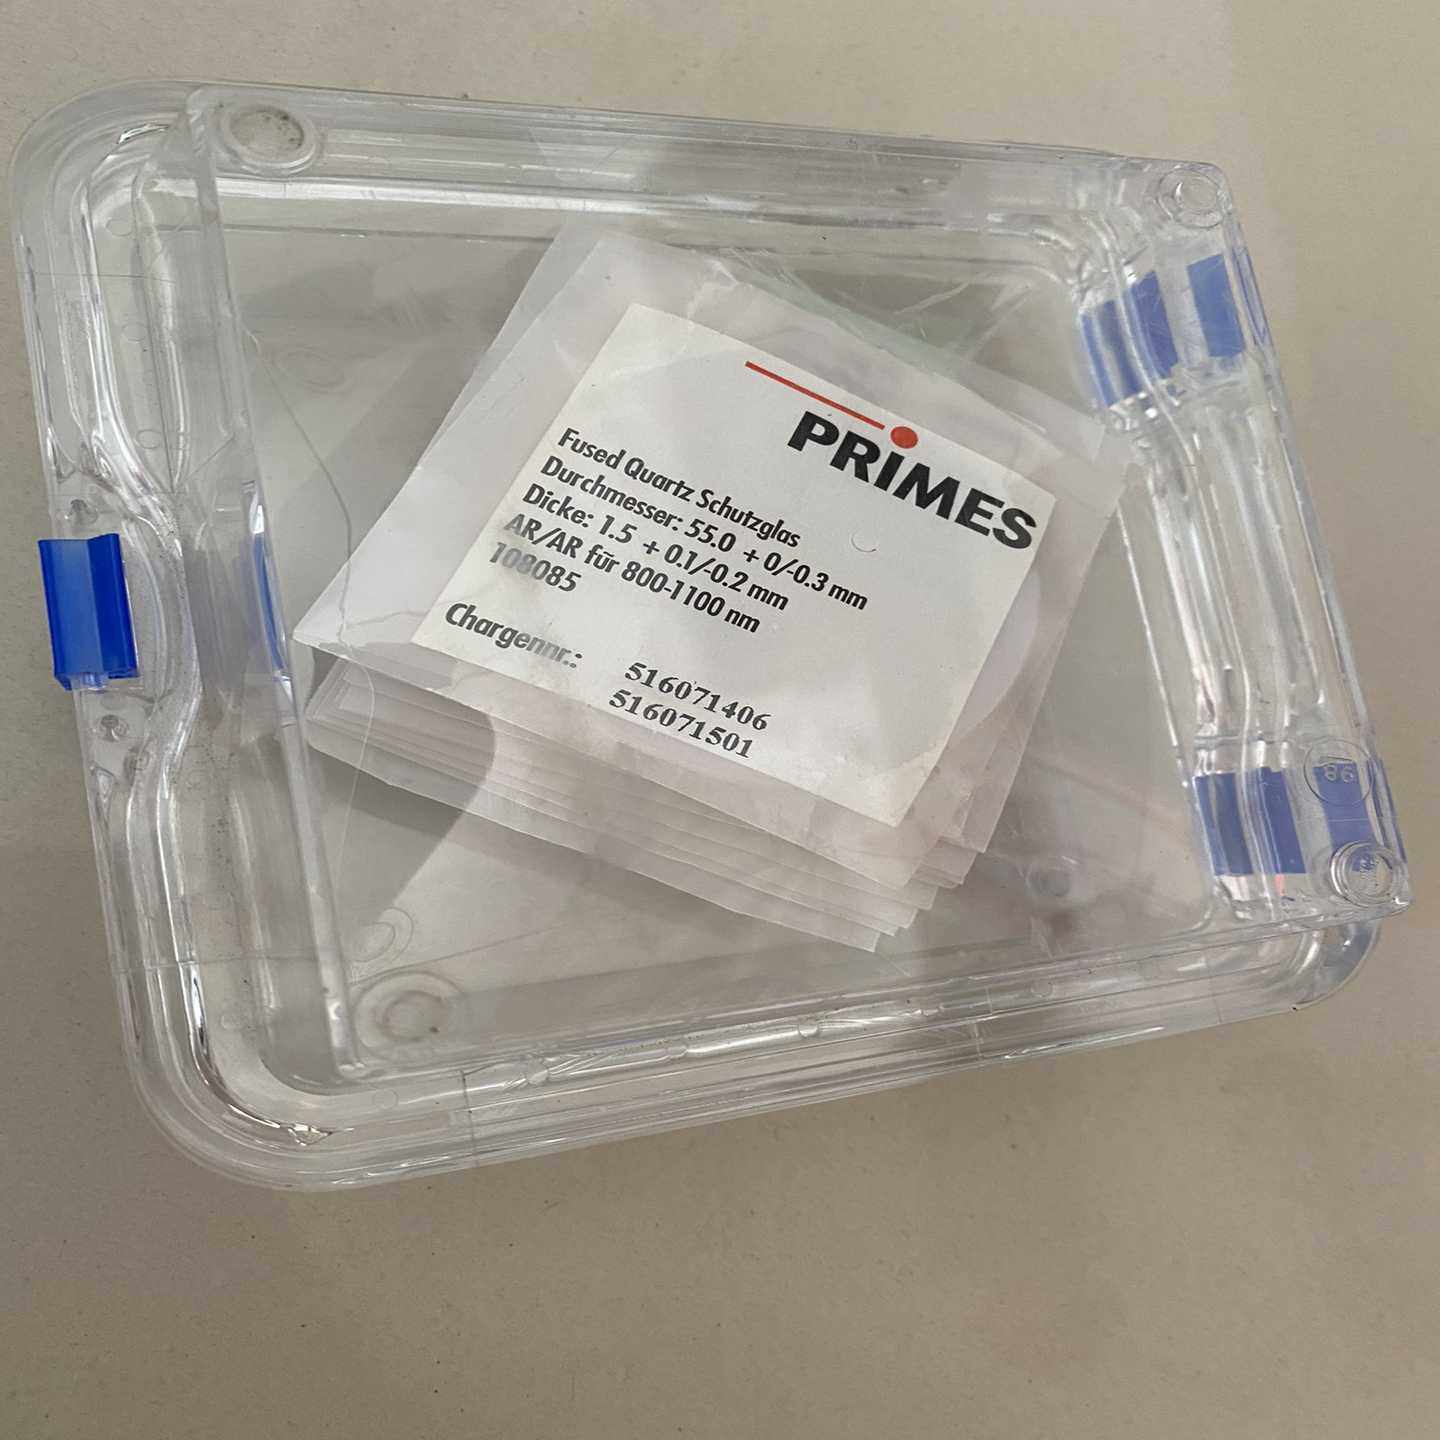 PRIMES
Fused Quartz Schutzglas
Durchmesser: 55.0 + 0/-0.3 mm
Dicke: 1.5 + 0.1/-0.2 mm
AR/AR für 800-1100 nm
108085
Chargennr.: 516071406
516071501
98